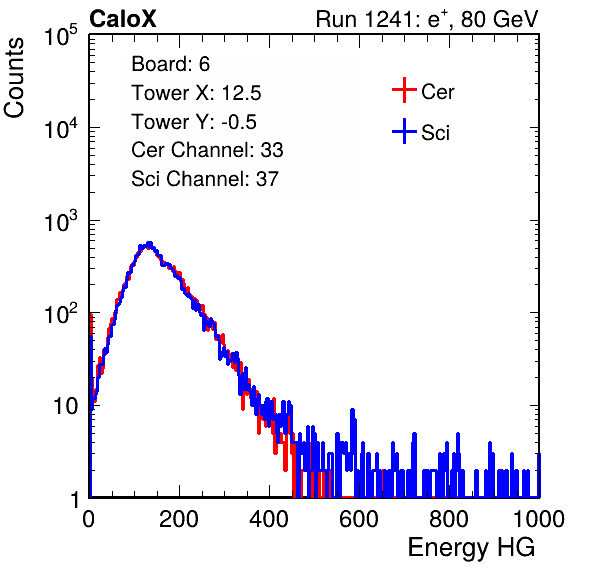 CaloX Run 1241: e⁺, 80 GeV
Counts
Board: 6
Tower X: 12.5
Tower Y: -0.5
Cer Channel: 33
Sci Channel: 37
Cer
Sci
10⁵
10⁴
10³
10²
10
1
0 200 400 600 800 1000
Energy HG